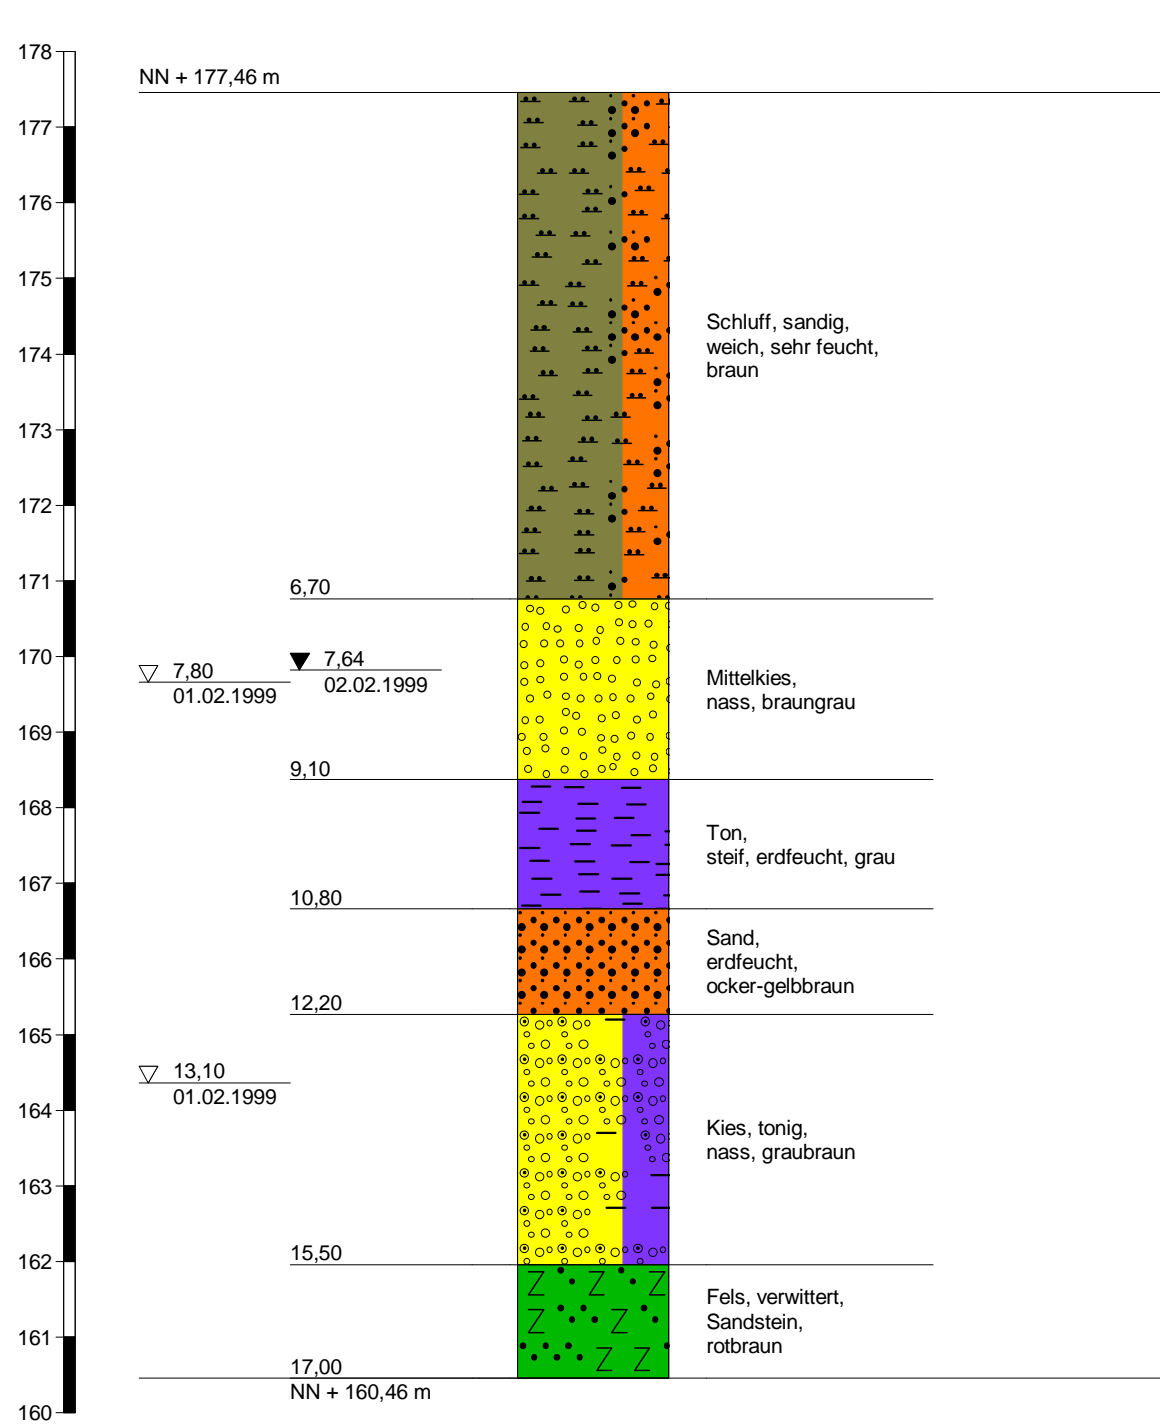 178
NN + 177,46 m
177
176
175
Schluff, sandig,
weich, sehr feucht,
braun
174
173
172
171
6,70
170
7,80
01.02.1999
7,64
02.02.1999
Mittelkies,
nass, braungrau
169
9,10
168
Ton,
steif, erdfeucht, grau
167
10,80
Sand,
erdfeucht,
ocker-gelbbraun
166
12,20
165
13,10
01.02.1999
164
Kies, tonig,
nass, graubraun
163
15,50
162
Fels, verwittert,
Sandstein,
rotbraun
161
17,00
NN + 160,46 m
160